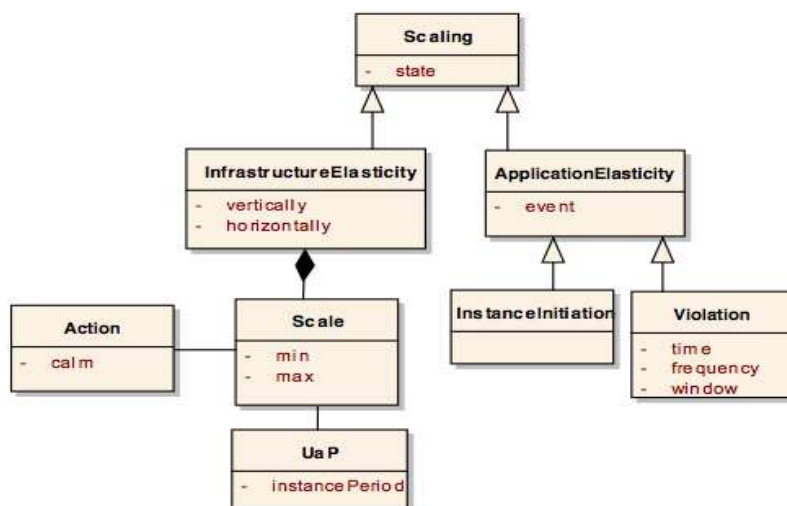 Scaling
- state
InfrastructureElasticity
- vertically
- horizontally
ApplicationElasticity
- event
Action
- calm
Scale
- min
- max
InstanceInitiation
Violation
- time
- frequency
- window
UaP
- instancePeriod